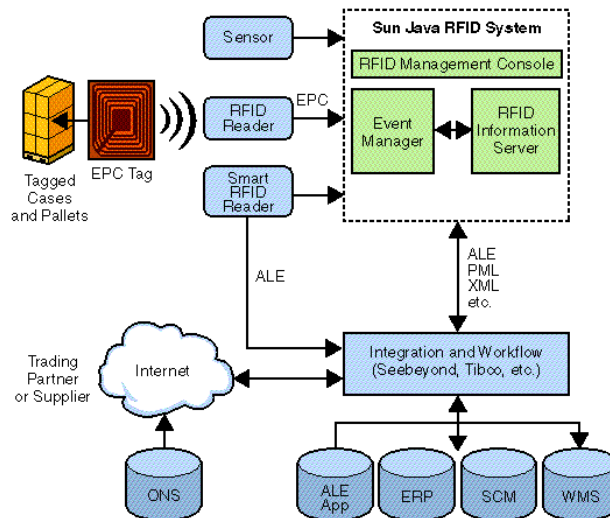 Sun Java RFID System
Sensor
RFID Management Console
RFID
Reader
EPC
Event
Manager
RFID
Information
Server
EPC Tag
Tagged
Cases
and Pallets
Smart
RFID
Reader
ALE
ALE
PML
XML
etc.
Integration and Workflow
(Seebeyond, Tibco, etc.)
Trading
Partner
or Supplier
Internet
ONS
ALE
App
ERP
SCM
WMS